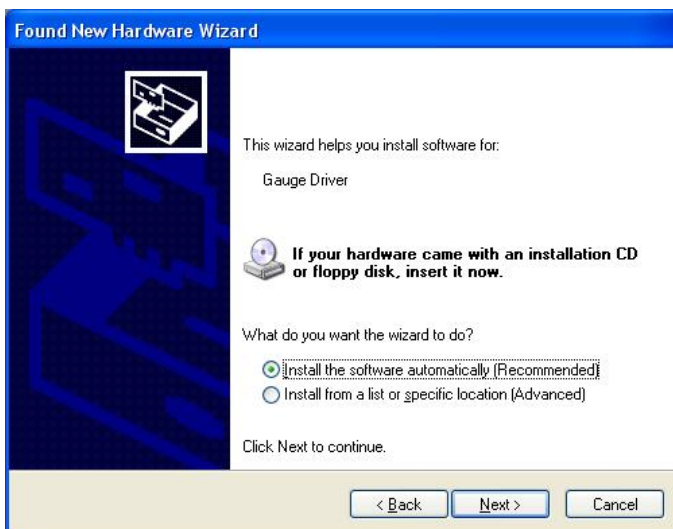 Found New Hardware Wizard
This wizard helps you install software for:
Gauge Driver
If your hardware came with an installation CD
or floppy disk, insert it now.
What do you want the wizard to do?
Install the software automatically (Recommended)
Install from a list or specific location (Advanced)
Click Next to continue.
< Back Next > Cancel